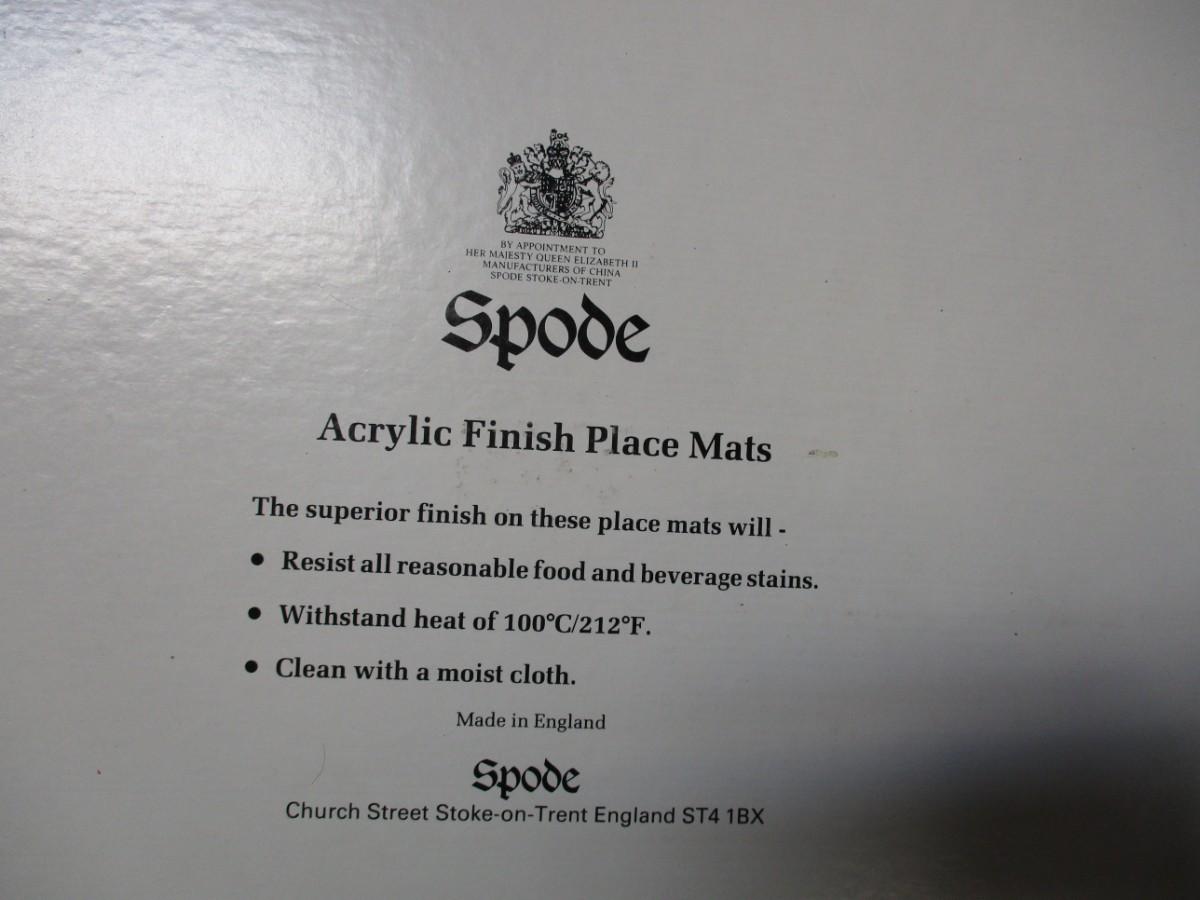 BY APPOINTMENT TO
HER MAJESTY QUEEN ELIZABETH II
MANUFACTURERS OF CHINA
SPODE STOKE-ON-TRENT
Spode
Acrylic Finish Place Mats
The superior finish on these place mats will -
● Resist all reasonable food and beverage stains.
● Withstand heat of 100°C/212°F.
● Clean with a moist cloth.
Made in England
Spode
Church Street Stoke-on-Trent England ST4 1BX